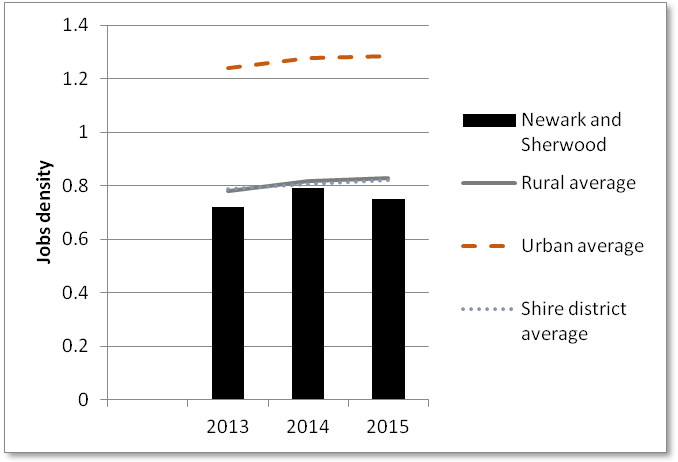 1.4
1.2
1
0.8
0.6
0.4
0.2
0
Jobs density
2013 2014 2015
Newark and
Sherwood
Rural average
Urban average
Shire district
average